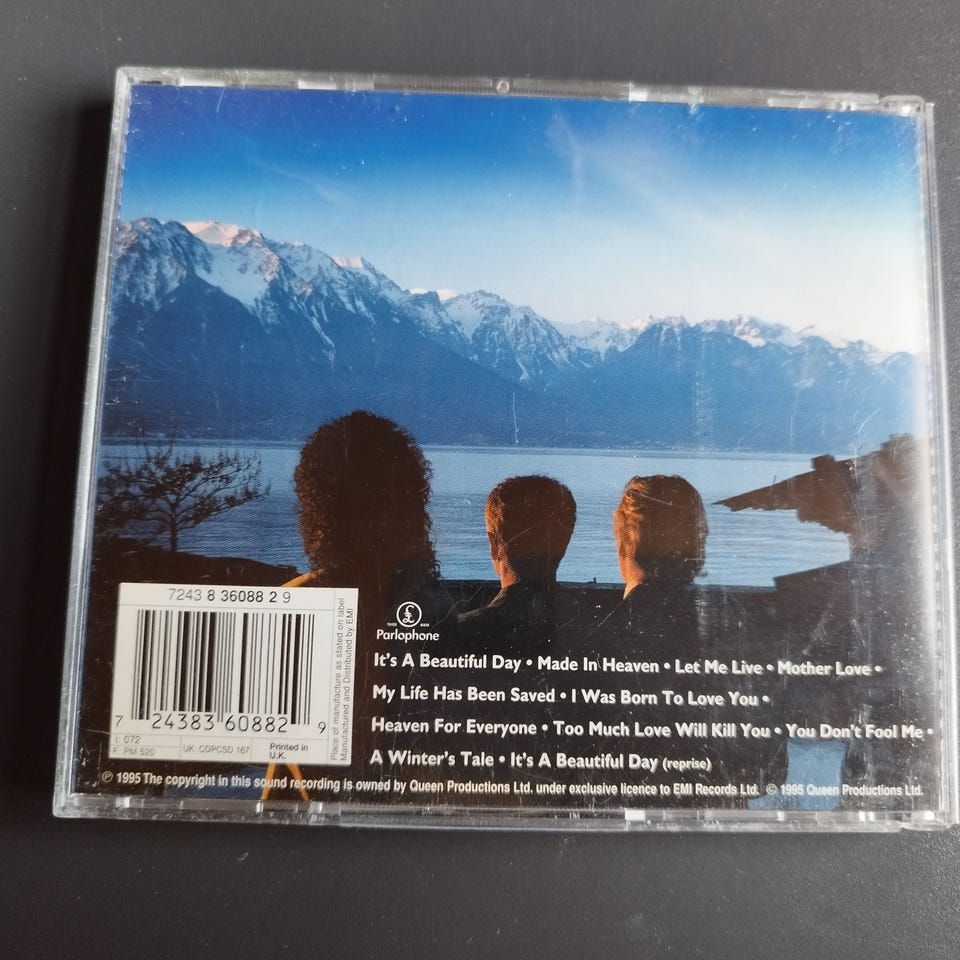 7243 8 36088 2 9
7 24383 60882 9
I: 072
F: PM 520
UK: CDPCSD 167
Printed in
U.K.
Place of manufacture as stated on label
Manufactured and Distributed by EMI
£
TRADE MARK
Parlophone
It's A Beautiful Day • Made In Heaven • Let Me Live • Mother Love •
My Life Has Been Saved • I Was Born To Love You •
Heaven For Everyone • Too Much Love Will Kill You • You Don't Fool Me •
A Winter's Tale • It's A Beautiful Day (reprise)
℗ 1995 The copyright in this sound recording is owned by Queen Productions Ltd. under exclusive licence to EMI Records Ltd. © 1995 Queen Productions Ltd.